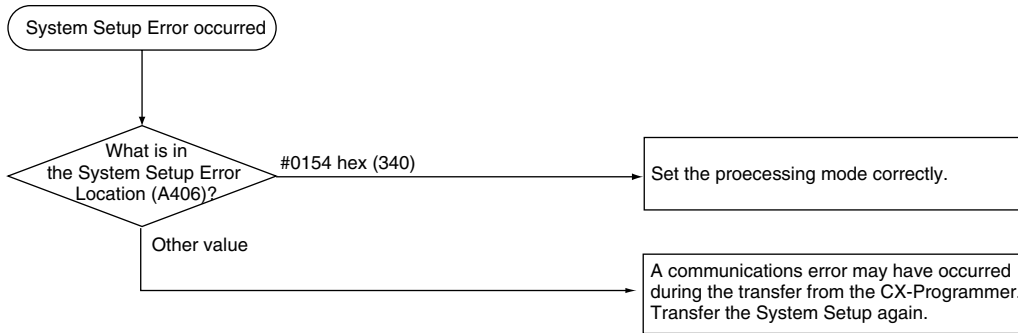 System Setup Error occurred
What is in
the System Setup Error
Location (A406)?
#0154 hex (340)
Set the proecessing mode correctly.
Other value
A communications error may have occurred
during the transfer from the CX-Programmer.
Transfer the System Setup again.